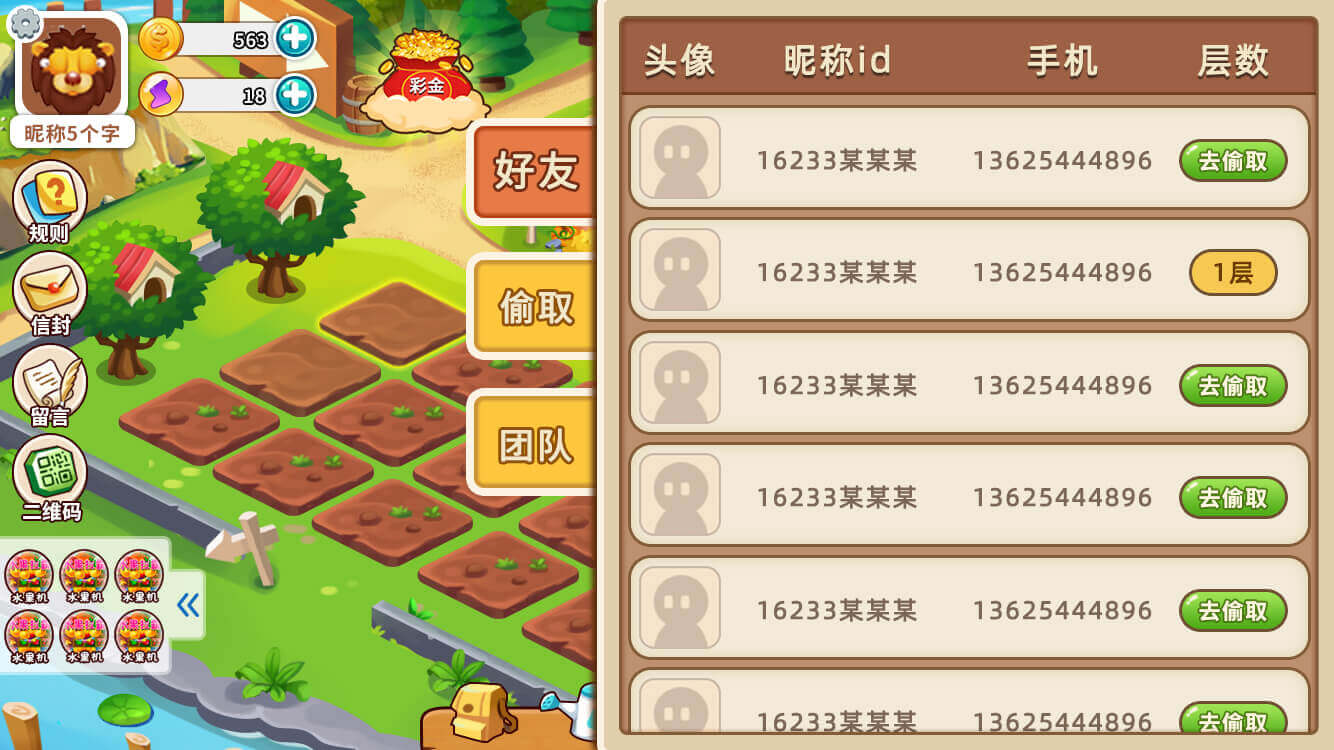 563
18
彩金
昵称5个字
规则
信封
留言
二维码
水果机 水果机 水果机
水果机 水果机 水果机
好友
偷取
团队
头像 昵称id 手机 层数
16233某某某 13625444896 去偷取
16233某某某 13625444896 1层
16233某某某 13625444896 去偷取
16233某某某 13625444896 去偷取
16233某某某 13625444896 去偷取
16233某某某 13625444896 去偷取